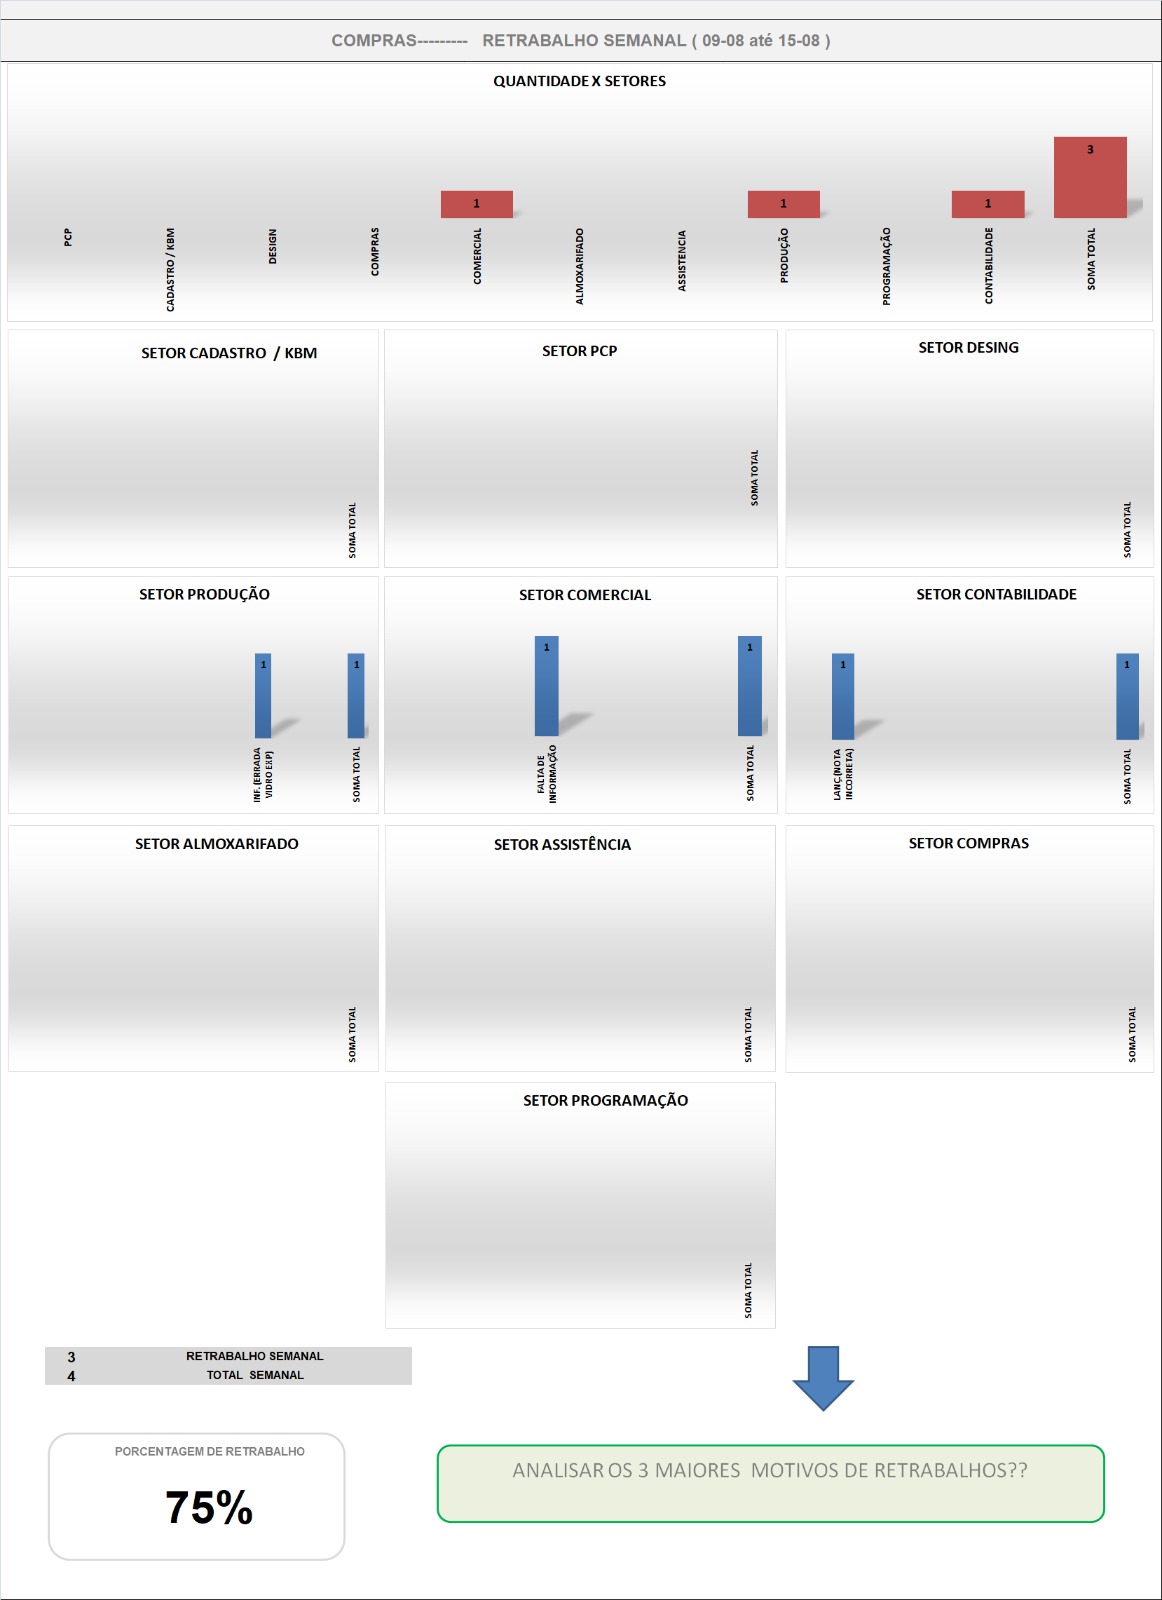 COMPRAS--------- RETRABALHO SEMANAL ( 09-08 até 15-08 )
QUANTIDADE X SETORES
1
1
1
3
PCP
CADASTRO / KBM
DESIGN
COMPRAS
COMERCIAL
ALMOXARIFADO
ASSISTENCIA
PRODUÇÃO
PROGRAMAÇÃO
CONTABILIDADE
SOMA TOTAL
SETOR CADASTRO / KBM
SOMA TOTAL
SETOR PCP
SOMA TOTAL
SETOR DESING
SOMA TOTAL
SETOR PRODUÇÃO
1
1
INF. (ERRADA
VIDRO EXP)
SOMA TOTAL
SETOR COMERCIAL
1
1
FALTA DE
INFORMAÇÃO
SOMA TOTAL
SETOR CONTABILIDADE
1
1
LANÇ.(NOTA
INCORRETA)
SOMA TOTAL
SETOR ALMOXARIFADO
SOMA TOTAL
SETOR ASSISTÊNCIA
SOMA TOTAL
SETOR COMPRAS
SOMA TOTAL
SETOR PROGRAMAÇÃO
SOMA TOTAL
3 RETRABALHO SEMANAL
4 TOTAL SEMANAL
PORCENTAGEM DE RETRABALHO
75%
ANALISAR OS 3 MAIORES MOTIVOS DE RETRABALHOS??